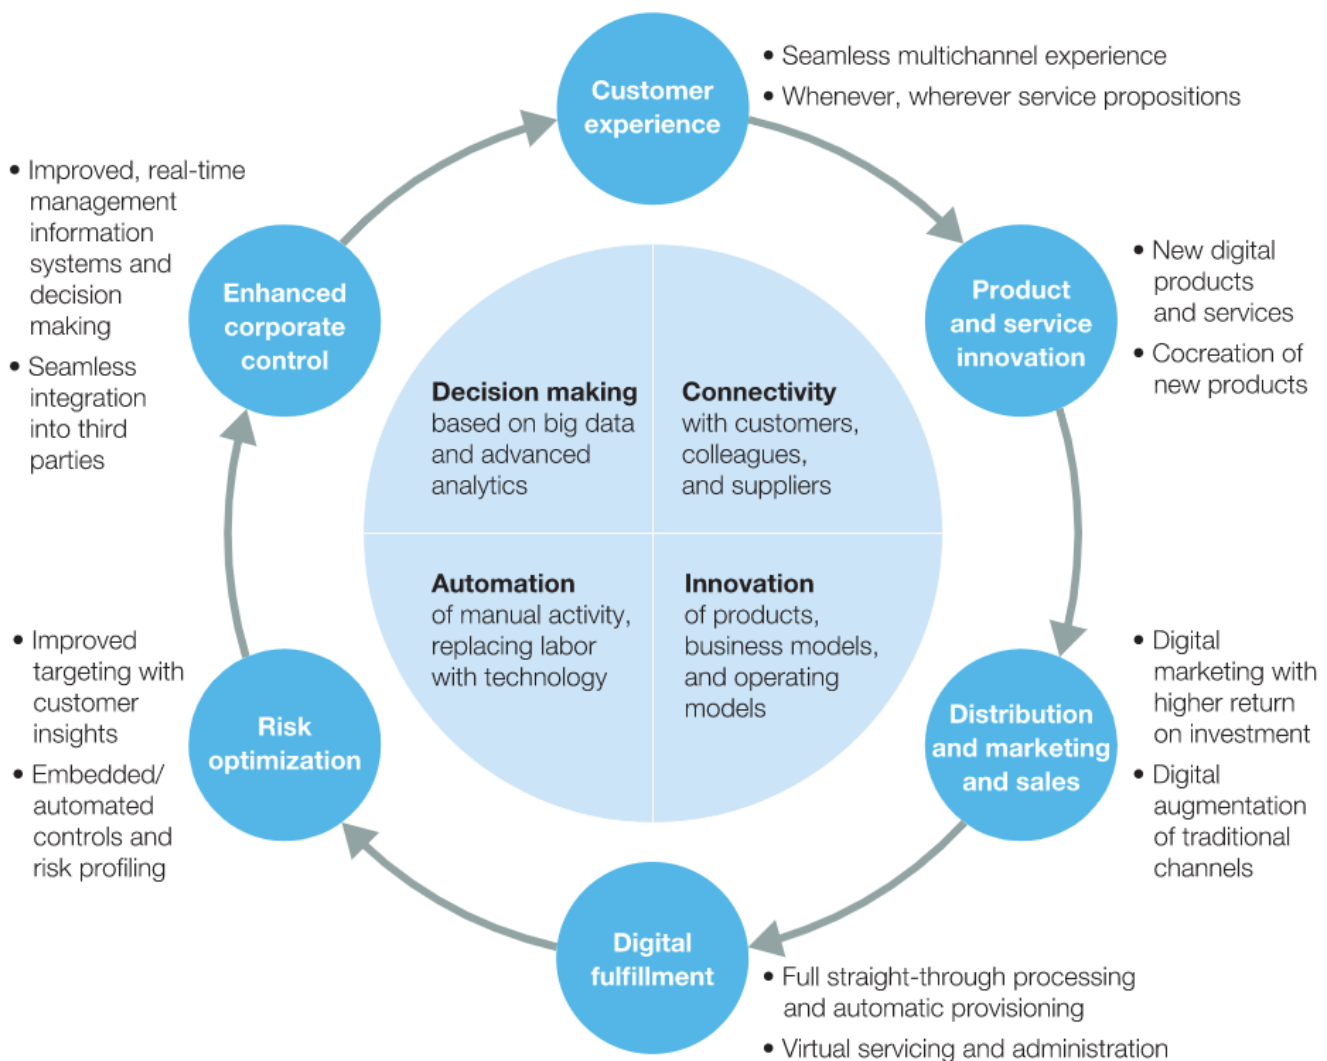 Customer
experience
• Seamless multichannel experience
• Whenever, wherever service propositions
Product
and service
innovation
• New digital
products
and services
• Cocreation of
new products
Distribution
and marketing
and sales
• Digital
marketing with
higher return
on investment
• Digital
augmentation
of traditional
channels
Digital
fulfillment
• Full straight-through processing
and automatic provisioning
• Virtual servicing and administration
Risk
optimization
• Improved
targeting with
customer
insights
• Embedded/
automated
controls and
risk profiling
Enhanced
corporate
control
• Improved, real-time
management
information
systems and
decision
making
• Seamless
integration
into third
parties
Decision making
based on big data
and advanced
analytics
Connectivity
with customers,
colleagues,
and suppliers
Automation
of manual activity,
replacing labor
with technology
Innovation
of products,
business models,
and operating
models